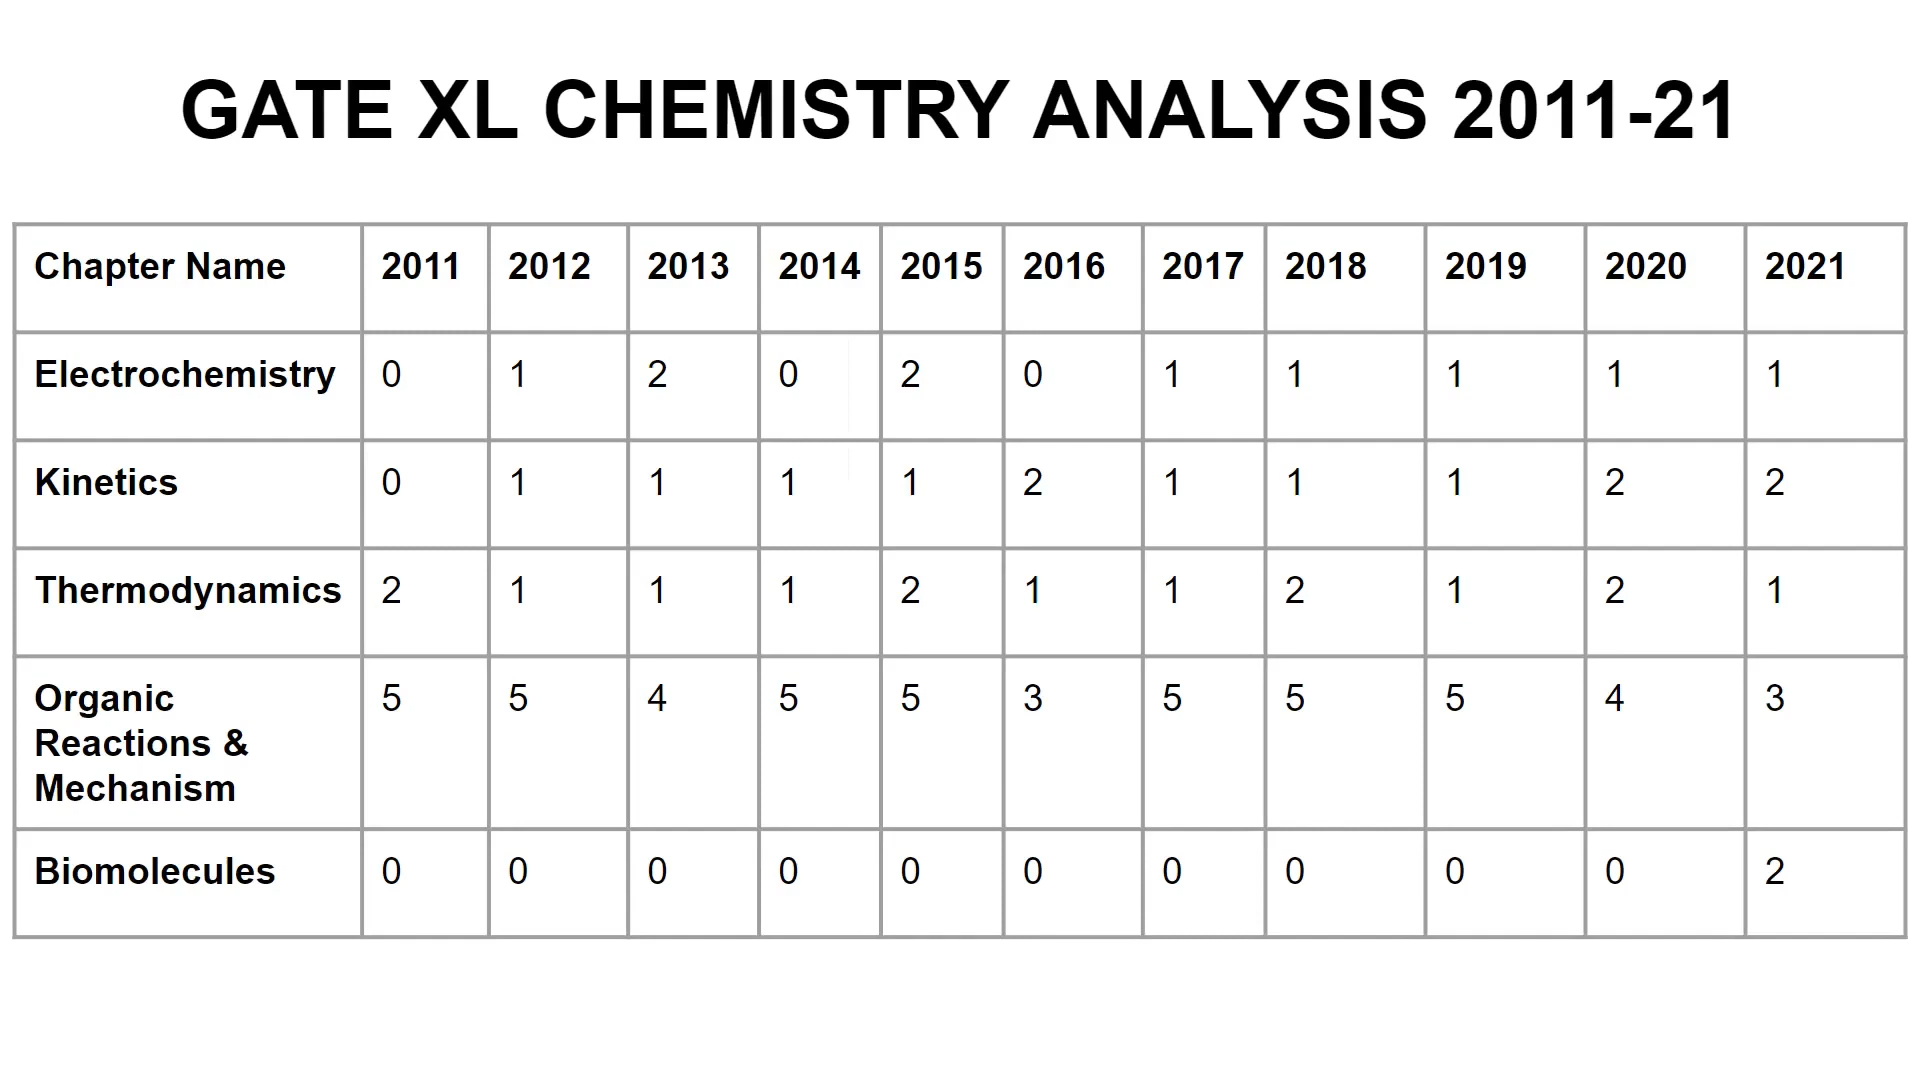 GATE XL CHEMISTRY ANALYSIS 2011-21
Chapter Name 2011 2012 2013 2014 2015 2016 2017 2018 2019 2020 2021
Electrochemistry 0 1 2 0 2 0 1 1 1 1 1
Kinetics 0 1 1 1 1 2 1 1 1 2 2
Thermodynamics 2 1 1 1 2 1 1 2 1 2 1
Organic 5 5 4 5 5 3 5 5 5 4 3
Reactions &
Mechanism
Biomolecules 0 0 0 0 0 0 0 0 0 0 2